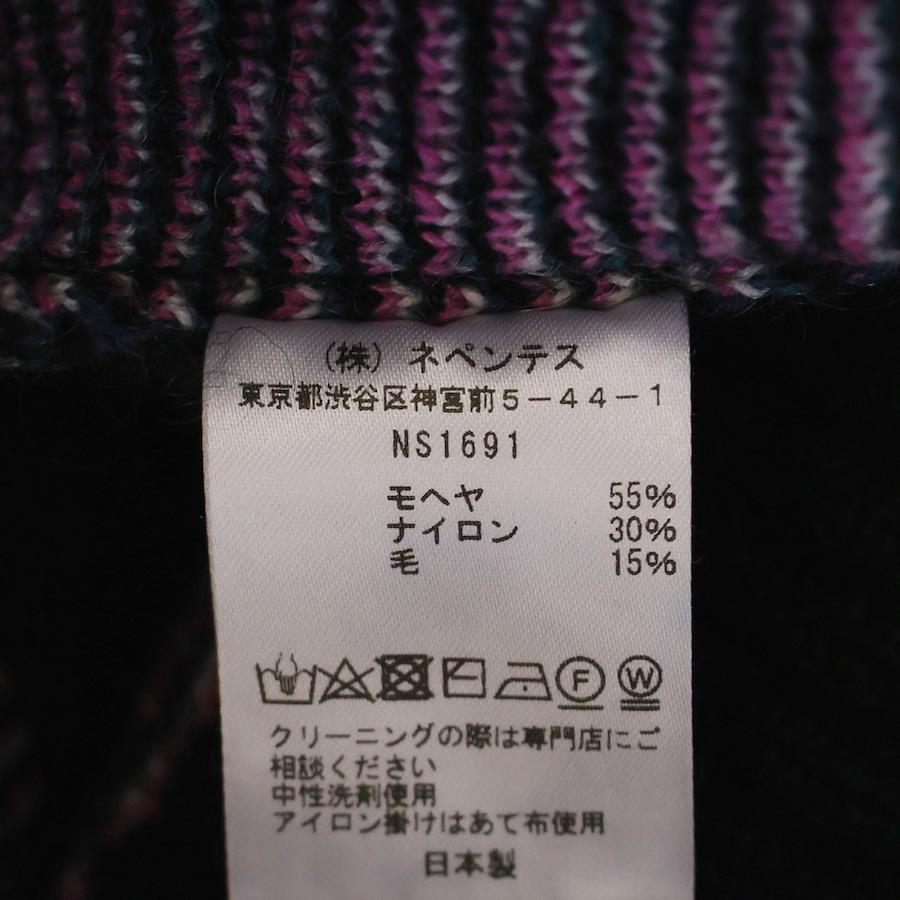 (株) ネペンテス
東京都渋谷区神宮前5-44-1
NS1691
モヘヤ 55%
ナイロン 30%
毛 15%
F W
クリーニングの際は専門店にご
相談ください
中性洗剤使用
アイロン掛けはあて布使用
日本製